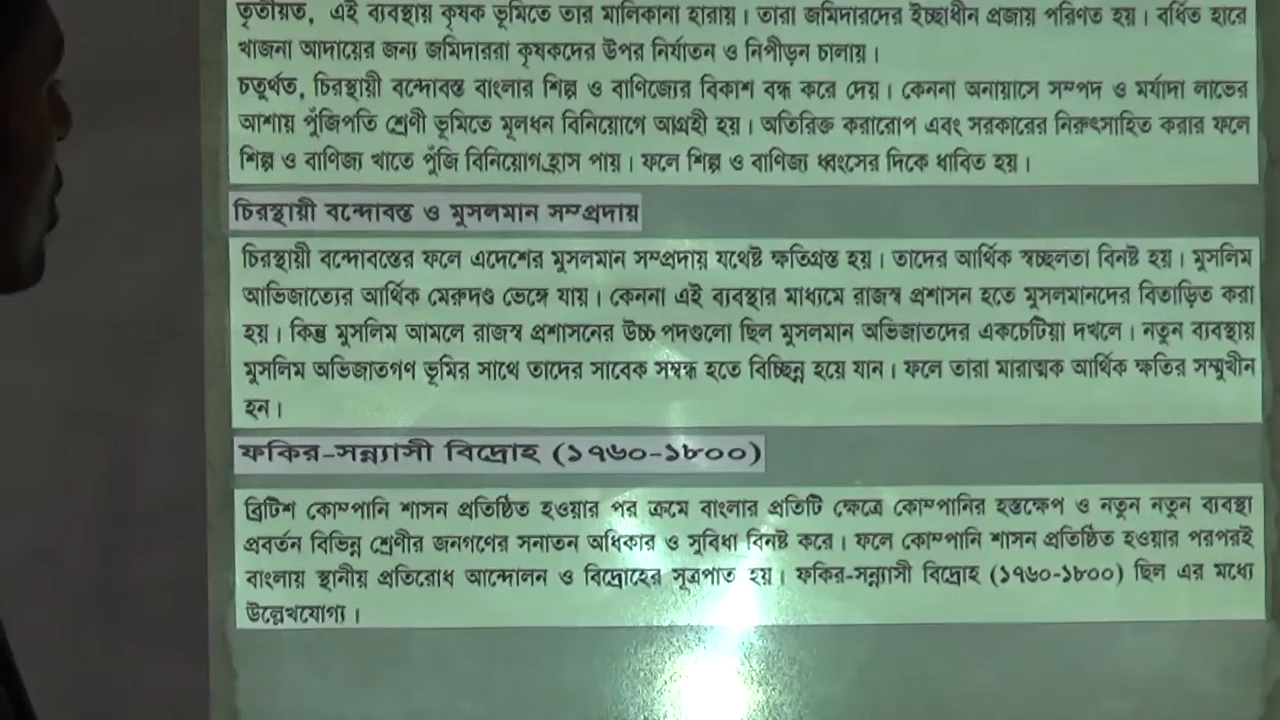 তৃতীয়ত, এই ব্যবস্থায় কৃষক ভূমিতে তার মালিকানা হারায়। তারা জমিদারদের ইচ্ছাধীন প্রজায় পরিণত হয়। বর্ধিত হারে
খাজনা আদায়ের জন্য জমিদাররা কৃষকদের উপর নির্যাতন ও নিপীড়ন চালায়।
চতুর্থত, চিরস্থায়ী বন্দোবস্ত বাংলার শিল্প ও বাণিজ্যের বিকাশ বন্ধ করে দেয়। কেননা অনায়াসে সম্পদ ও মর্যাদা লাভের
আশায় পুঁজিপতি শ্রেণী ভূমিতে মূলধন বিনিয়োগে আগ্রহী হয়। অতিরিক্ত করারোপ এবং সরকারের নিরুৎসাহিত করার ফলে
শিল্প ও বাণিজ্য খাতে পুঁজি বিনিয়োগ হ্রাস পায়। ফলে শিল্প ও বাণিজ্য ধ্বংসের দিকে ধাবিত হয়।
চিরস্থায়ী বন্দোবস্ত ও মুসলমান সম্প্রদায়
চিরস্থায়ী বন্দোবস্তের ফলে এদেশের মুসলমান সম্প্রদায় যথেষ্ট ক্ষতিগ্রস্ত হয়। তাদের আর্থিক স্বচ্ছলতা বিনষ্ট হয়। মুসলিম
আভিজাত্যের আর্থিক মেরুদণ্ড ভেঙ্গে যায়। কেননা এই ব্যবস্থার মাধ্যমে রাজস্ব প্রশাসন হতে মুসলমানদের বিতাড়িত করা
হয়। কিন্তু মুসলিম আমলে রাজস্ব প্রশাসনের উচ্চ পদগুলো ছিল মুসলমান অভিজাতদের একচেটিয়া দখলে। নতুন ব্যবস্থায়
মুসলিম অভিজাতগণ ভূমির সাথে তাদের সাবেক সম্বন্ধ হতে বিচ্ছিন্ন হয়ে যান। ফলে তারা মারাত্মক আর্থিক ক্ষতির সম্মুখীন
হন।
ফকির-সন্ন্যাসী বিদ্রোহ (১৭৬০-১৮০০)
ব্রিটিশ কোম্পানি শাসন প্রতিষ্ঠিত হওয়ার পর ক্রমে বাংলার প্রতিটি ক্ষেত্রে কোম্পানির হস্তক্ষেপ ও নতুন নতুন ব্যবস্থা
প্রবর্তন বিভিন্ন শ্রেণীর জনগণের সনাতন অধিকার ও সুবিধা বিনষ্ট করে। ফলে কোম্পানি শাসন প্রতিষ্ঠিত হওয়ার পরপরই
বাংলায় স্থানীয় প্রতিরোধ আন্দোলন ও বিদ্রোহের সূত্রপাত হয়। ফকির-সন্ন্যাসী বিদ্রোহ (১৭৬০-১৮০০) ছিল এর মধ্যে
উল্লেখযোগ্য।